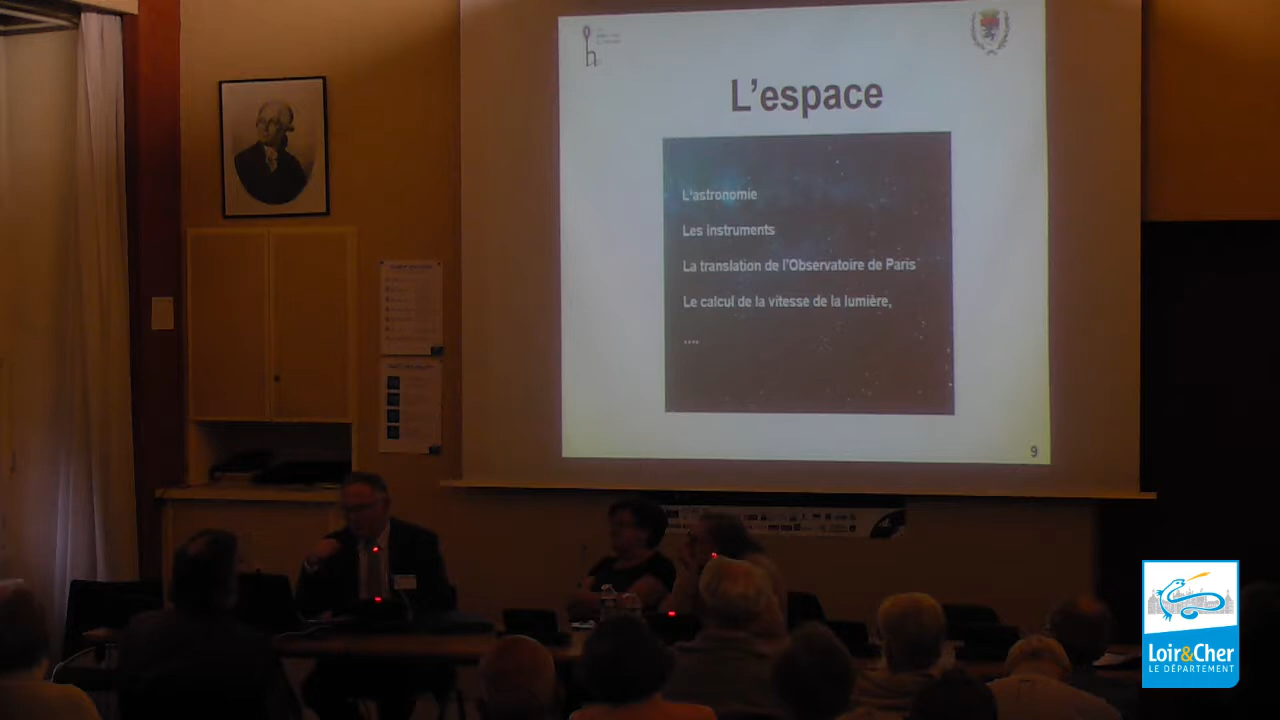 L'espace
L'astronomie
Les instruments
La translation de l'Observatoire de Paris
Le calcul de la vitesse de la lumière,
....
9
Loir&Cher
LE DÉPARTEMENT